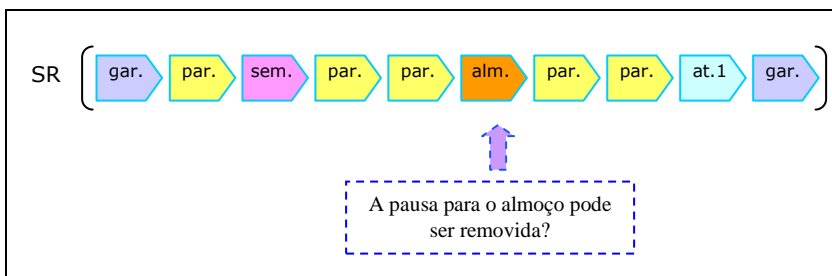 SR gar. par. sem. par. par. alm. par. par. at.1 gar.
A pausa para o almoço pode
ser removida?